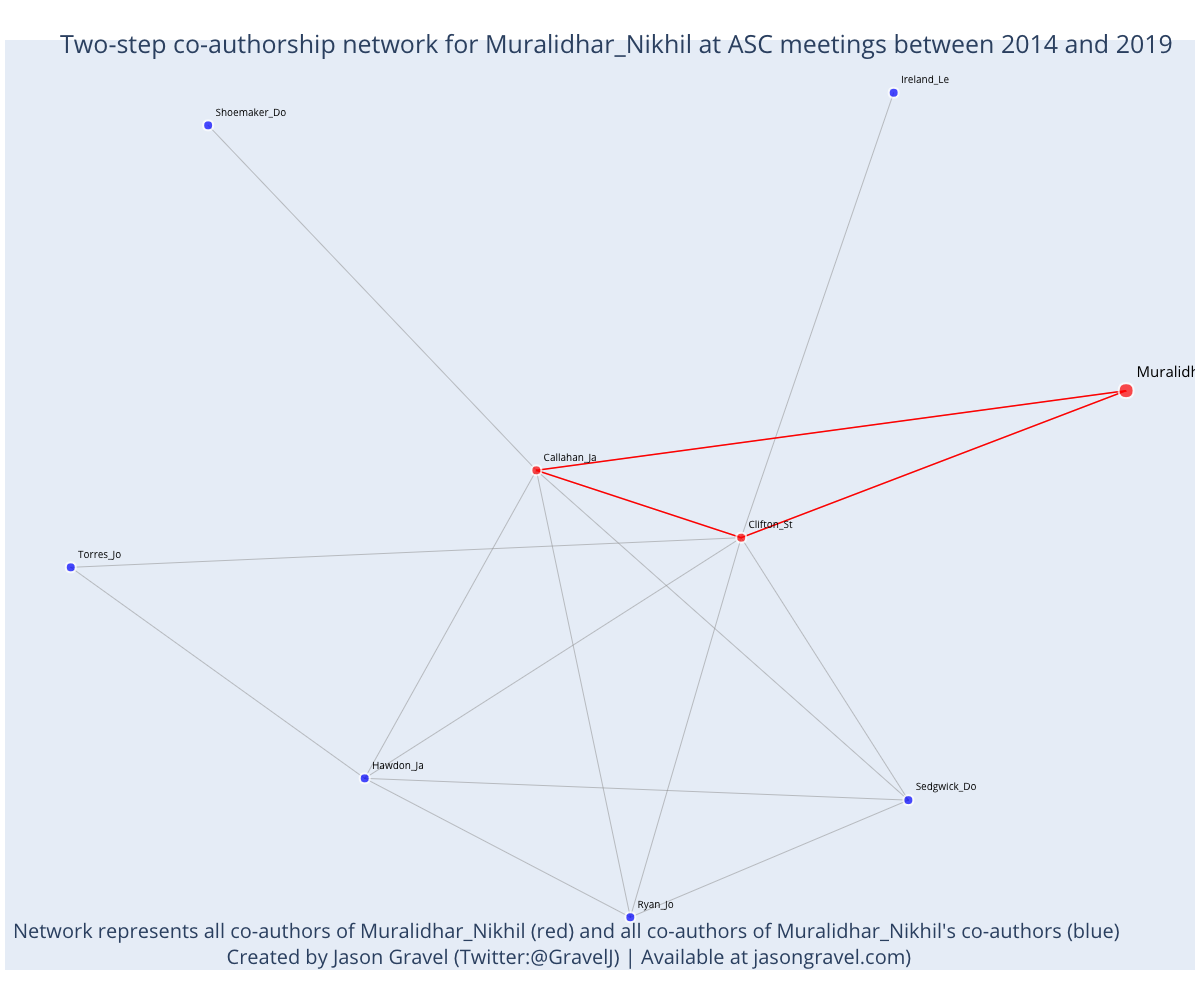 Two-step co-authorship network for Muralidhar_Nikhil at ASC meetings between 2014 and 2019
Ireland_Le
Shoemaker_Do
Muralidh
Callahan_Ja
Clifton_St
Torres_Jo
Hawdon_Ja
Sedgwick_Do
Ryan_Jo
Network represents all co-authors of Muralidhar_Nikhil (red) and all co-authors of Muralidhar_Nikhil's co-authors (blue)
Created by Jason Gravel (Twitter:@GravelJ) | Available at jasongravel.com)